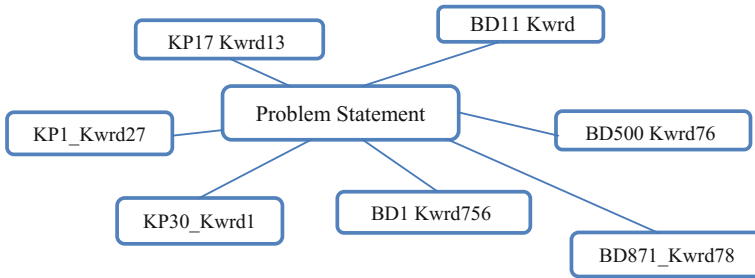 BD11 Kwrd
KP17 Kwrd13
Problem Statement
KP1_Kwrd27
BD500 Kwrd76
KP30_Kwrd1
BD1 Kwrd756
BD871_Kwrd78